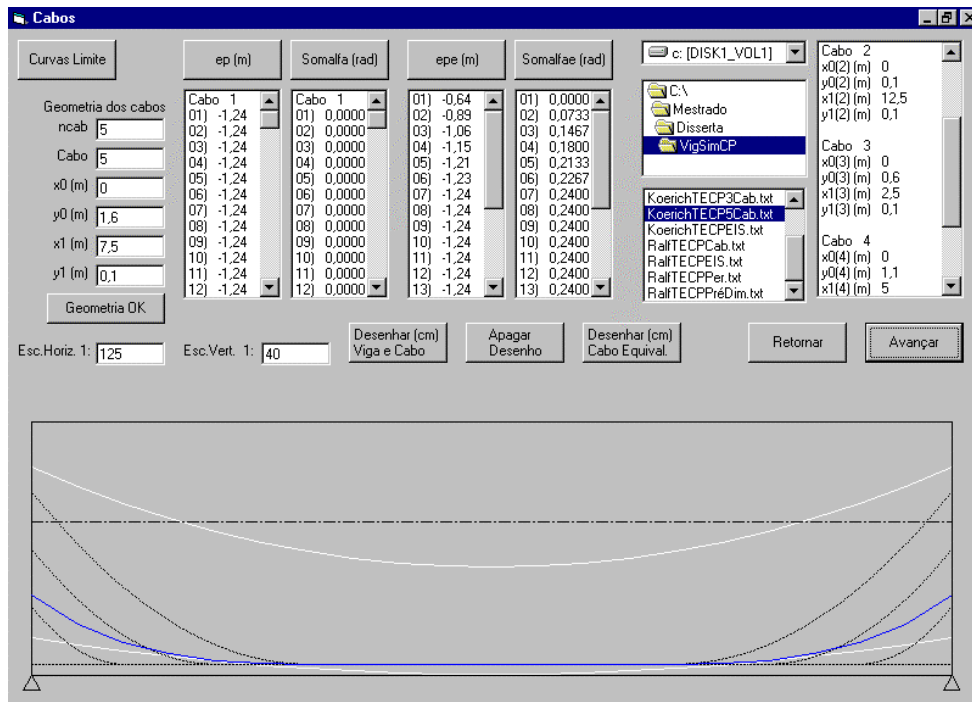 Cabos
Curvas Limite
ep (m)
Somalfa (rad)
epe (m)
Somalfae (rad)
c: [DISK1_VOL1]
Geometria dos cabos
ncab 5
Cabo 5
x0 (m) 0
y0 (m) 1,6
x1 (m) 7,5
y1 (m) 0,1
Geometria OK
Cabo 1
01) -1,24
02) -1,24
03) -1,24
04) -1,24
05) -1,24
06) -1,24
07) -1,24
08) -1,24
09) -1,24
10) -1,24
11) -1,24
12) -1,24
Cabo 1
01) 0,0000
02) 0,0000
03) 0,0000
04) 0,0000
05) 0,0000
06) 0,0000
07) 0,0000
08) 0,0000
09) 0,0000
10) 0,0000
11) 0,0000
12) 0,0000
01) -0,64
02) -0,89
03) -1,06
04) -1,15
05) -1,21
06) -1,23
07) -1,24
08) -1,24
09) -1,24
10) -1,24
11) -1,24
12) -1,24
13) -1,24
01) 0,0000
02) 0,0733
03) 0,1467
04) 0,1800
05) 0,2133
06) 0,2267
07) 0,2400
08) 0,2400
09) 0,2400
10) 0,2400
11) 0,2400
12) 0,2400
13) 0,2400
C:\
Mestrado
Disserta
VigSimCP
KoerichTECP3Cab.txt
KoerichTECP5Cab.txt
KoerichTECPEIS.txt
RalfTECPCab.txt
RalfTECPEIS.txt
RalfTECPPer.txt
RalfTECPPréDim.txt
Cabo 2
x0(2) (m) 0
y0(2) (m) 0,1
x1(2) (m) 12,5
y1(2) (m) 0,1
Cabo 3
x0(3) (m) 0
y0(3) (m) 0,6
x1(3) (m) 2,5
y1(3) (m) 0,1
Cabo 4
x0(4) (m) 0
y0(4) (m) 1,1
x1(4) (m) 5
Esc.Horiz. 1: 125
Esc.Vert. 1: 40
Desenhar (cm)
Viga e Cabo
Apagar
Desenho
Desenhar (cm)
Cabo Equival.
Retornar
Avançar